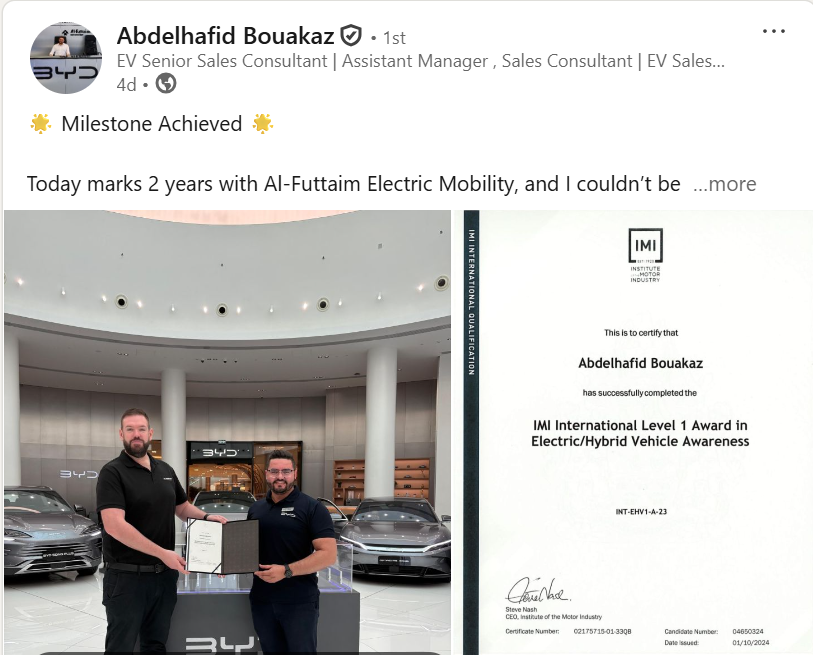 Abdelhafid Bouakaz • 1st
EV Senior Sales Consultant | Assistant Manager , Sales Consultant | EV Sales...
4d •
🌟 Milestone Achieved 🌟
Today marks 2 years with Al-Futtaim Electric Mobility, and I couldn't be ...more
BYD
BYD
BYD
BYD
IMI INTERNATIONAL QUALIFICATION
IMI
EST 1920
INSTITUTE
OF THE MOTOR
INDUSTRY
This is to certify that
Abdelhafid Bouakaz
has successfully completed the
IMI International Level 1 Award in
Electric/Hybrid Vehicle Awareness
INT-EHV1-A-23
Steve Nash
CEO, Institute of the Motor Industry
Certificate Number: 02175715-01-33QB
Candidate Number: 04650324
Date Issued: 01/10/2024